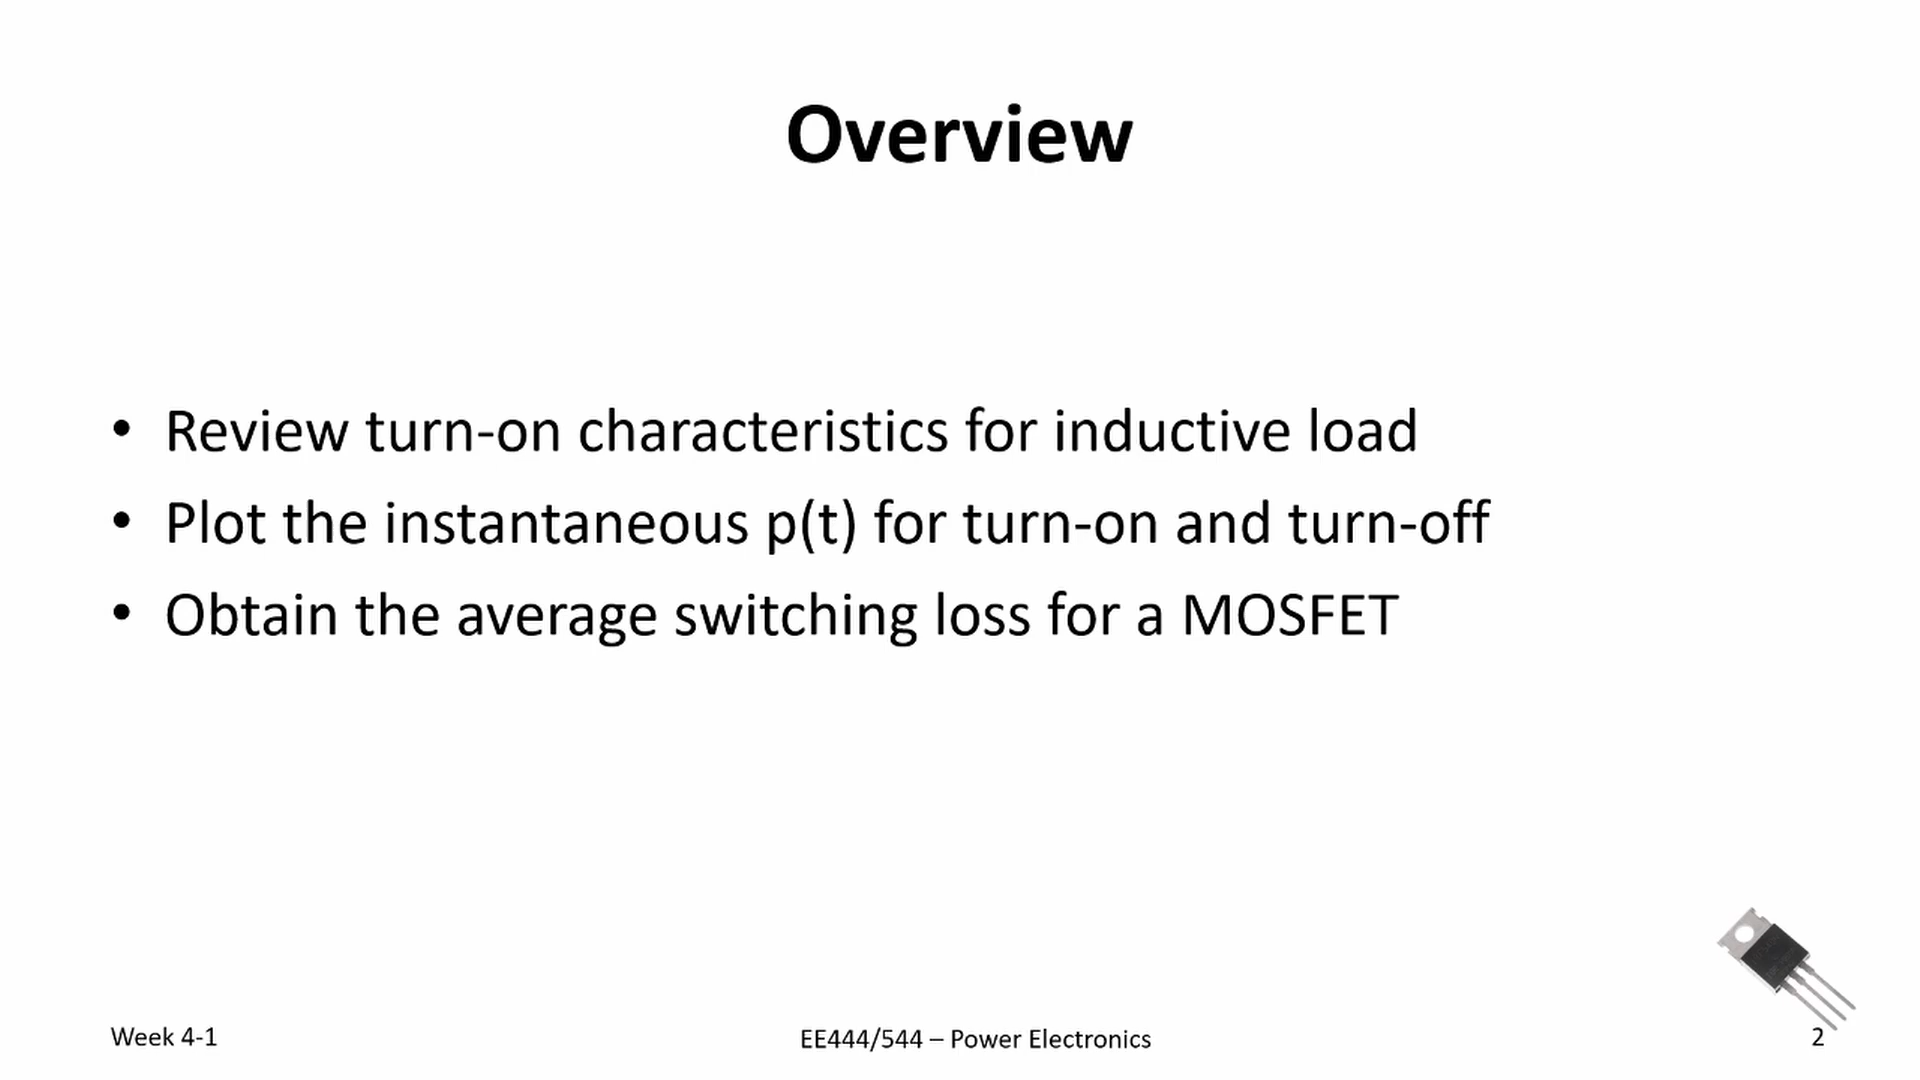 Overview
• Review turn-on characteristics for inductive load
• Plot the instantaneous p(t) for turn-on and turn-off
• Obtain the average switching loss for a MOSFET
Week 4-1
EE444/544 – Power Electronics
2